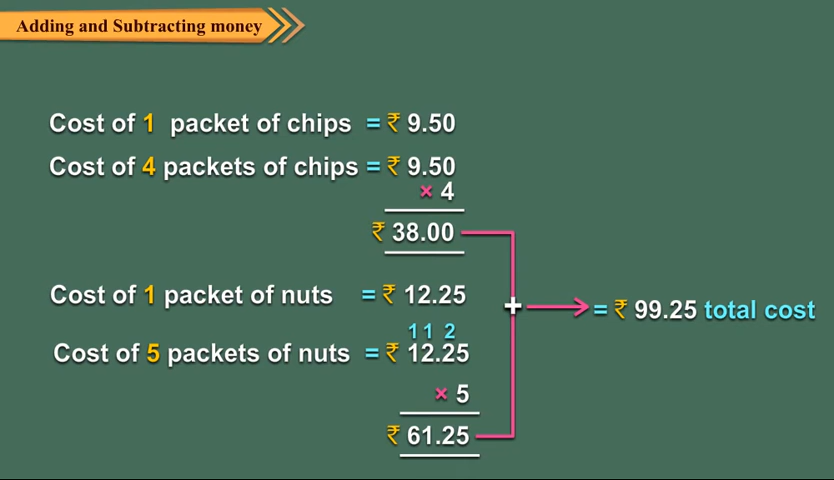 Adding and Subtracting money
Cost of 1 packet of chips = ₹ 9.50
Cost of 4 packets of chips = ₹ 9.50
× 4
₹ 38.00
Cost of 1 packet of nuts = ₹ 12.25
+ = ₹ 99.25 total cost
1 1 2
Cost of 5 packets of nuts = ₹ 12.25
× 5
₹ 61.25